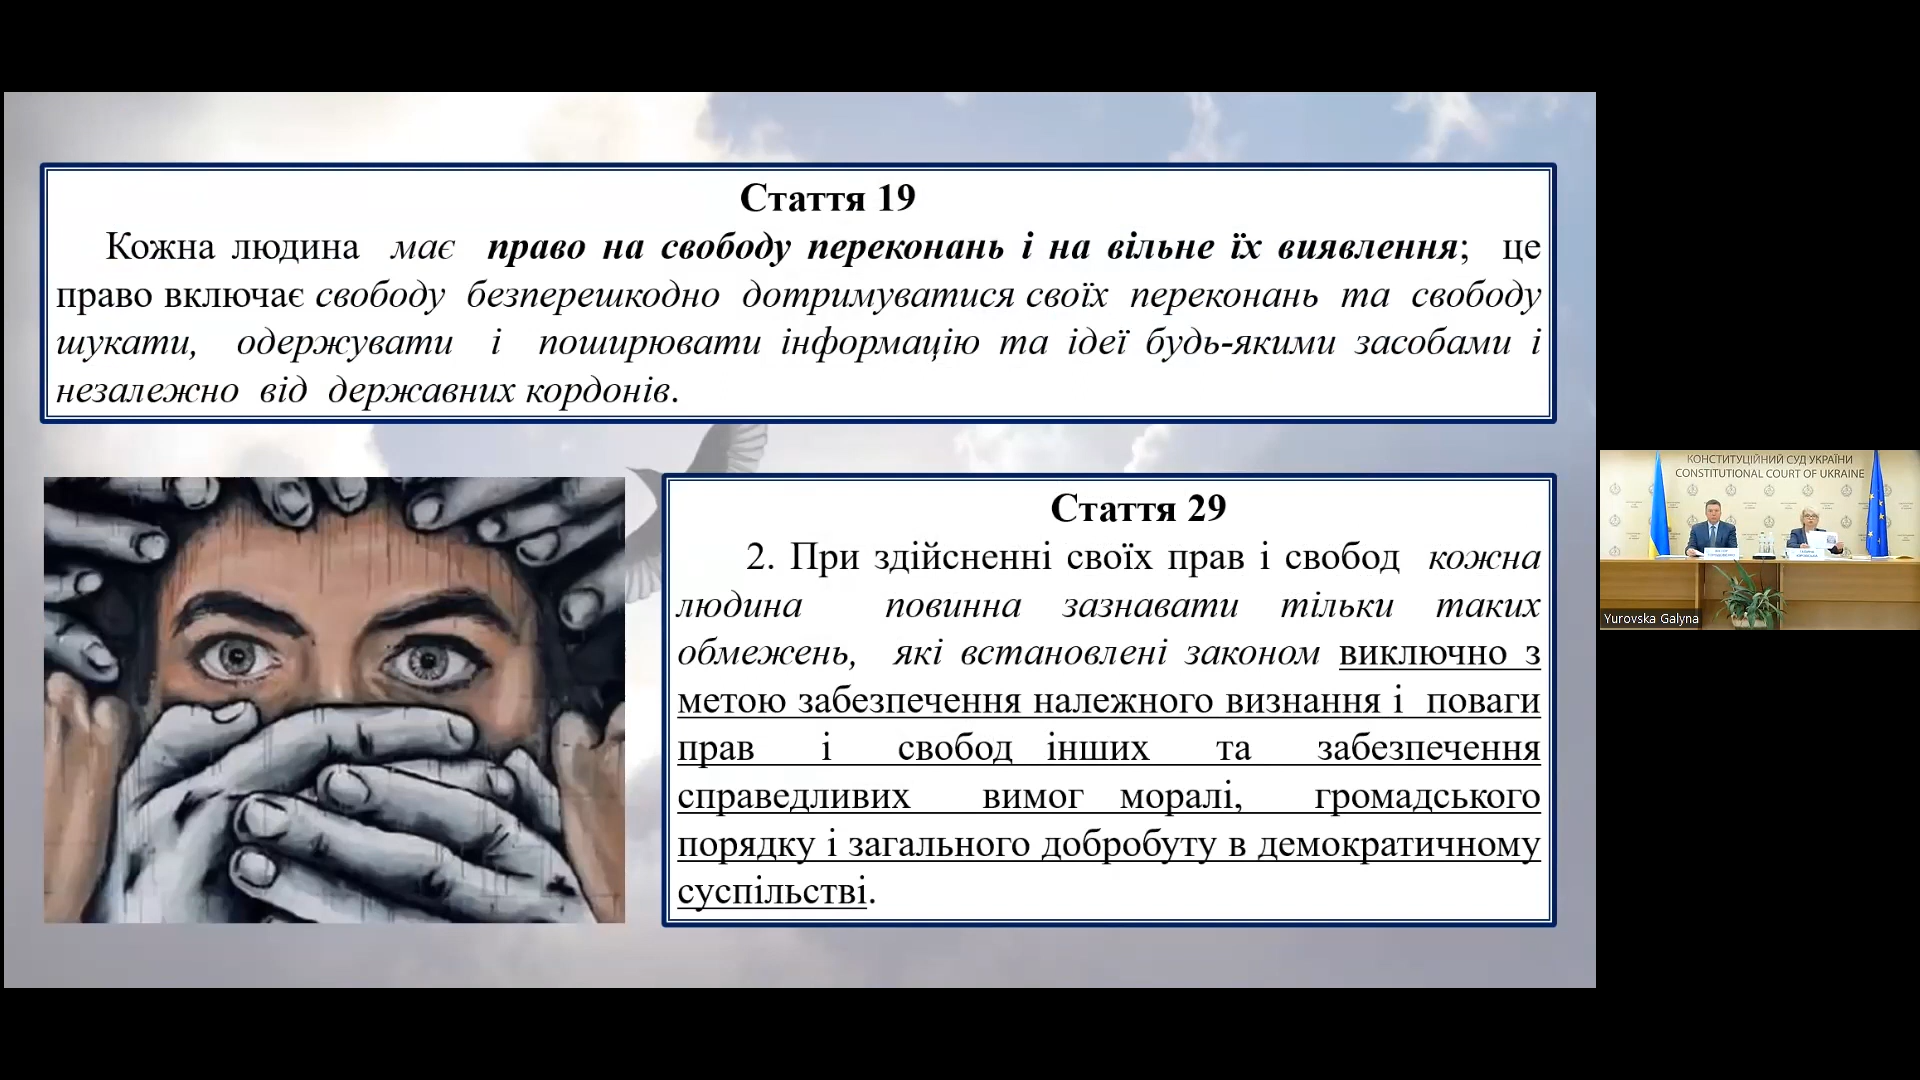 Стаття 19
Кожна людина має право на свободу переконань і на вільне їх виявлення; це
право включає свободу безперешкодно дотримуватися своїх переконань та свободу
шукати, одержувати і поширювати інформацію та ідеї будь-якими засобами і
незалежно від державних кордонів.
Стаття 29
2. При здійсненні своїх прав і свобод кожна
людина повинна зазнавати тільки таких
обмежень, які встановлені законом виключно з
метою забезпечення належного визнання і поваги
прав і свобод інших та забезпечення
справедливих вимог моралі, громадського
порядку і загального добробуту в демократичному
суспільстві.
КОНСТИТУЦІЙНИЙ СУД УКРАЇНИ
CONSTITUTIONAL COURT OF UKRAINE
Yurovska Galyna